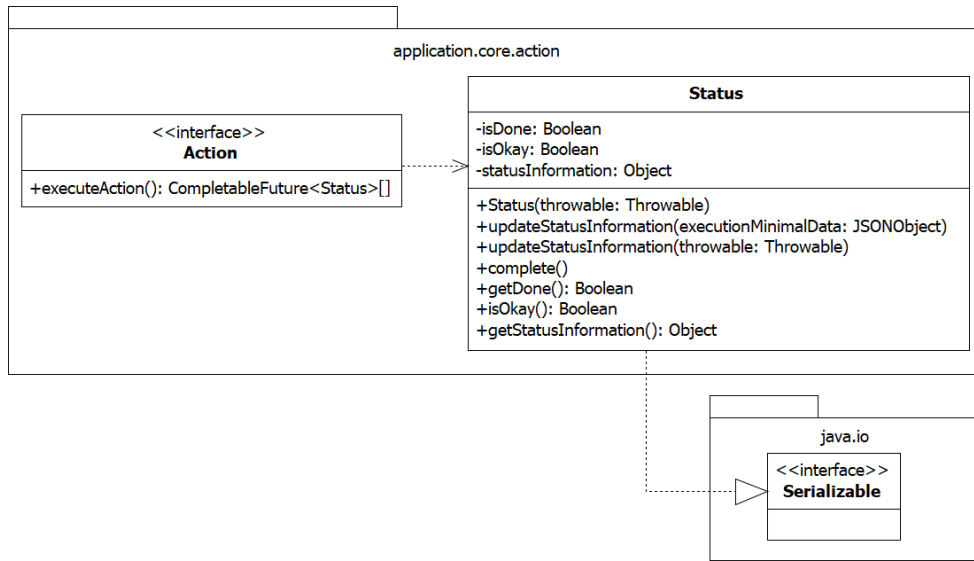 application.core.action
<<interface>>
Action
+executeAction(): CompletableFuture<Status>[]
Status
-isDone: Boolean
-isOkay: Boolean
-statusInformation: Object
+Status(throwable: Throwable)
+updateStatusInformation(executionMinimalData: JSONObject)
+updateStatusInformation(throwable: Throwable)
+complete()
+getDone(): Boolean
+isOkay(): Boolean
+getStatusInformation(): Object
java.io
<<interface>>
Serializable